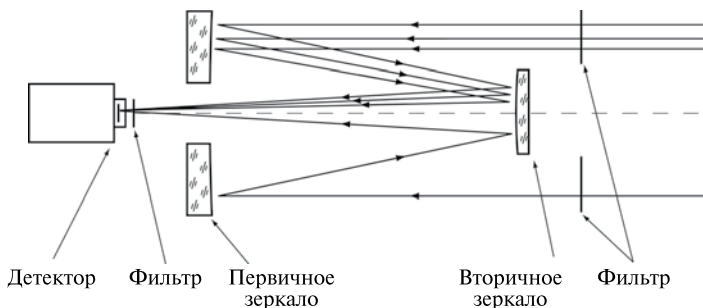 Детектор
Фильтр
Первичное
зеркало
Вторичное
зеркало
Фильтр